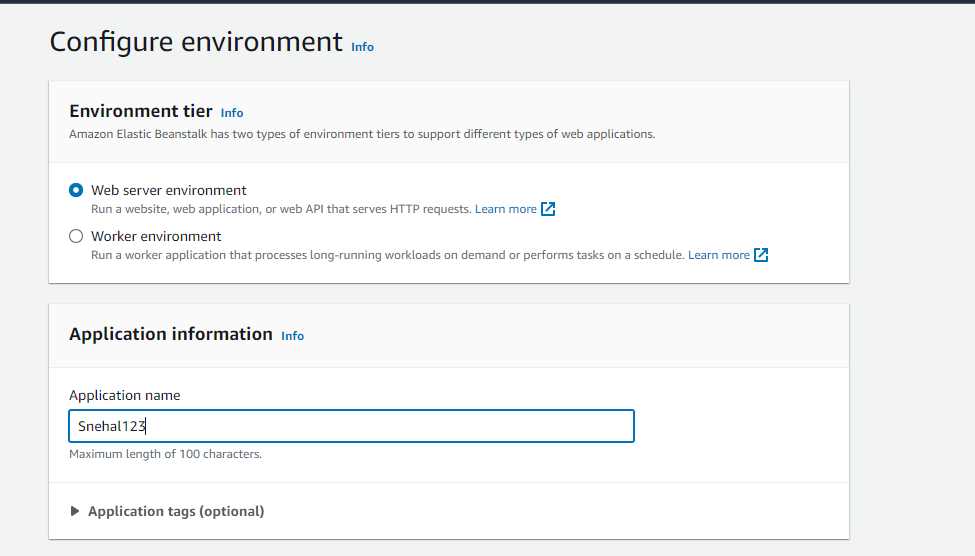 Configure environment Info
Environment tier Info
Amazon Elastic Beanstalk has two types of environment tiers to support different types of web applications.
Web server environment
Run a website, web application, or web API that serves HTTP requests. Learn more
Worker environment
Run a worker application that processes long-running workloads on demand or performs tasks on a schedule. Learn more
Application information Info
Application name
Snehal123
Maximum length of 100 characters.
Application tags (optional)